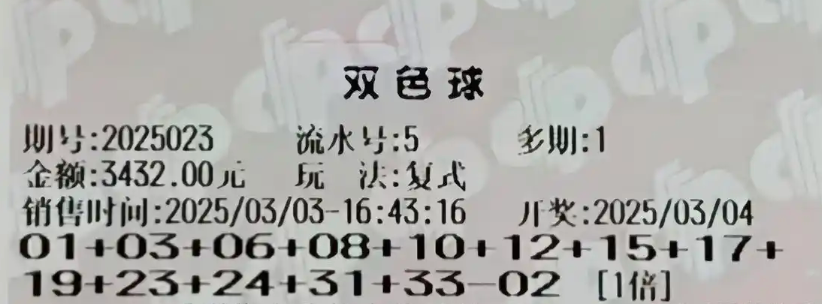 双色球
期号:2025023 流水号:5 多期:1
金额:3432.00元 玩 法:复式
销售时间:2025/03/03-16:43:16 开奖:2025/03/04
01+03+06+08+10+12+15+17+
19+23+24+31+33-02 [1倍]